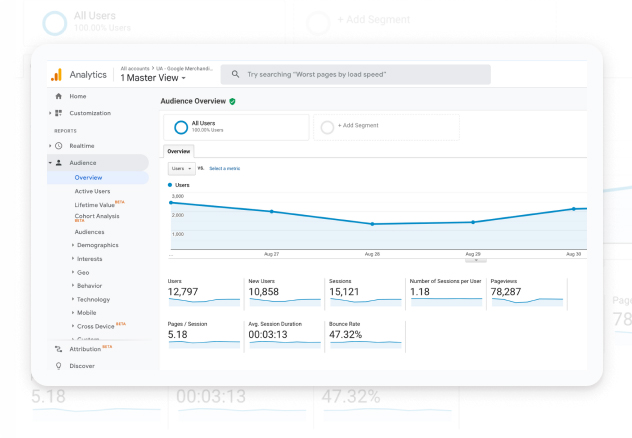 All Users
100.00% Users
+ Add Segment
Analytics
All accounts > UA - Google Merchandi...
1 Master View
Try searching "Worst pages by load speed"
Home
Customization
REPORTS
Realtime
Audience
Overview
Active Users
Lifetime Value BETA
Cohort Analysis
BETA
Audiences
Demographics
Interests
Geo
Behavior
Technology
Mobile
Cross Device BETA
Custom
Attribution BETA
Discover
Audience Overview
All Users
100.00% Users
+ Add Segment
Overview
Users
VS.
Select a metric
Users
3,000
2,000
1,000
...
Aug 27
Aug 28
Aug 29
Aug 30
Users
12,797
New Users
10,858
Sessions
15,121
Number of Sessions per User
1.18
Pageviews
78,287
Pages / Session
5.18
Avg. Session Duration
00:03:13
Bounce Rate
47.32%
Page
78
5.18
00:03:13
47.32%